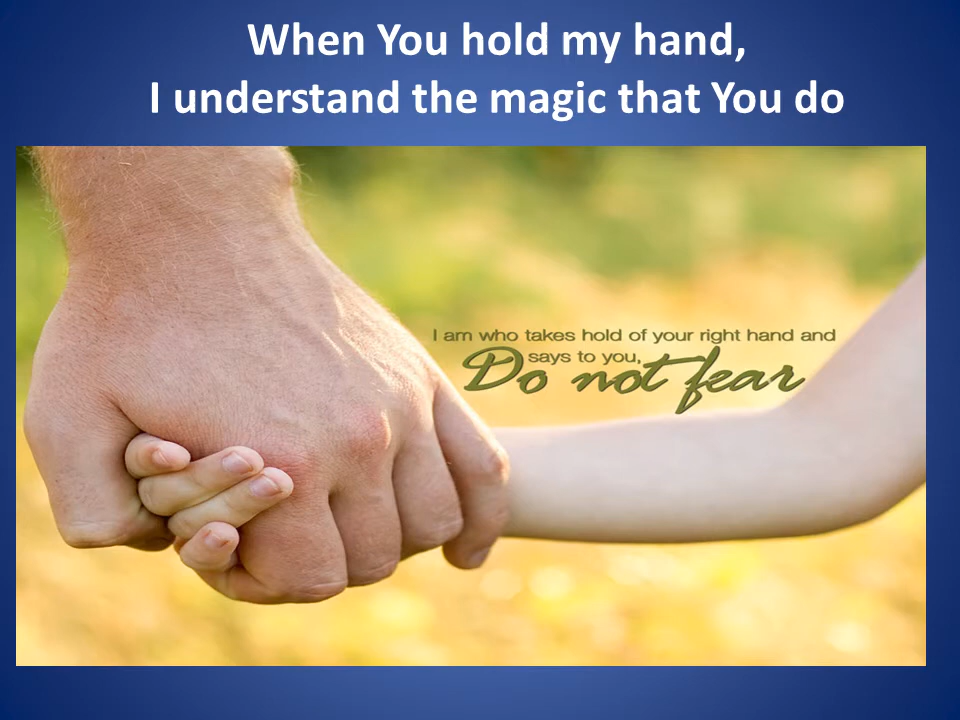 When You hold my hand,
I understand the magic that You do
I am who takes hold of your right hand and
says to you,
Do not fear